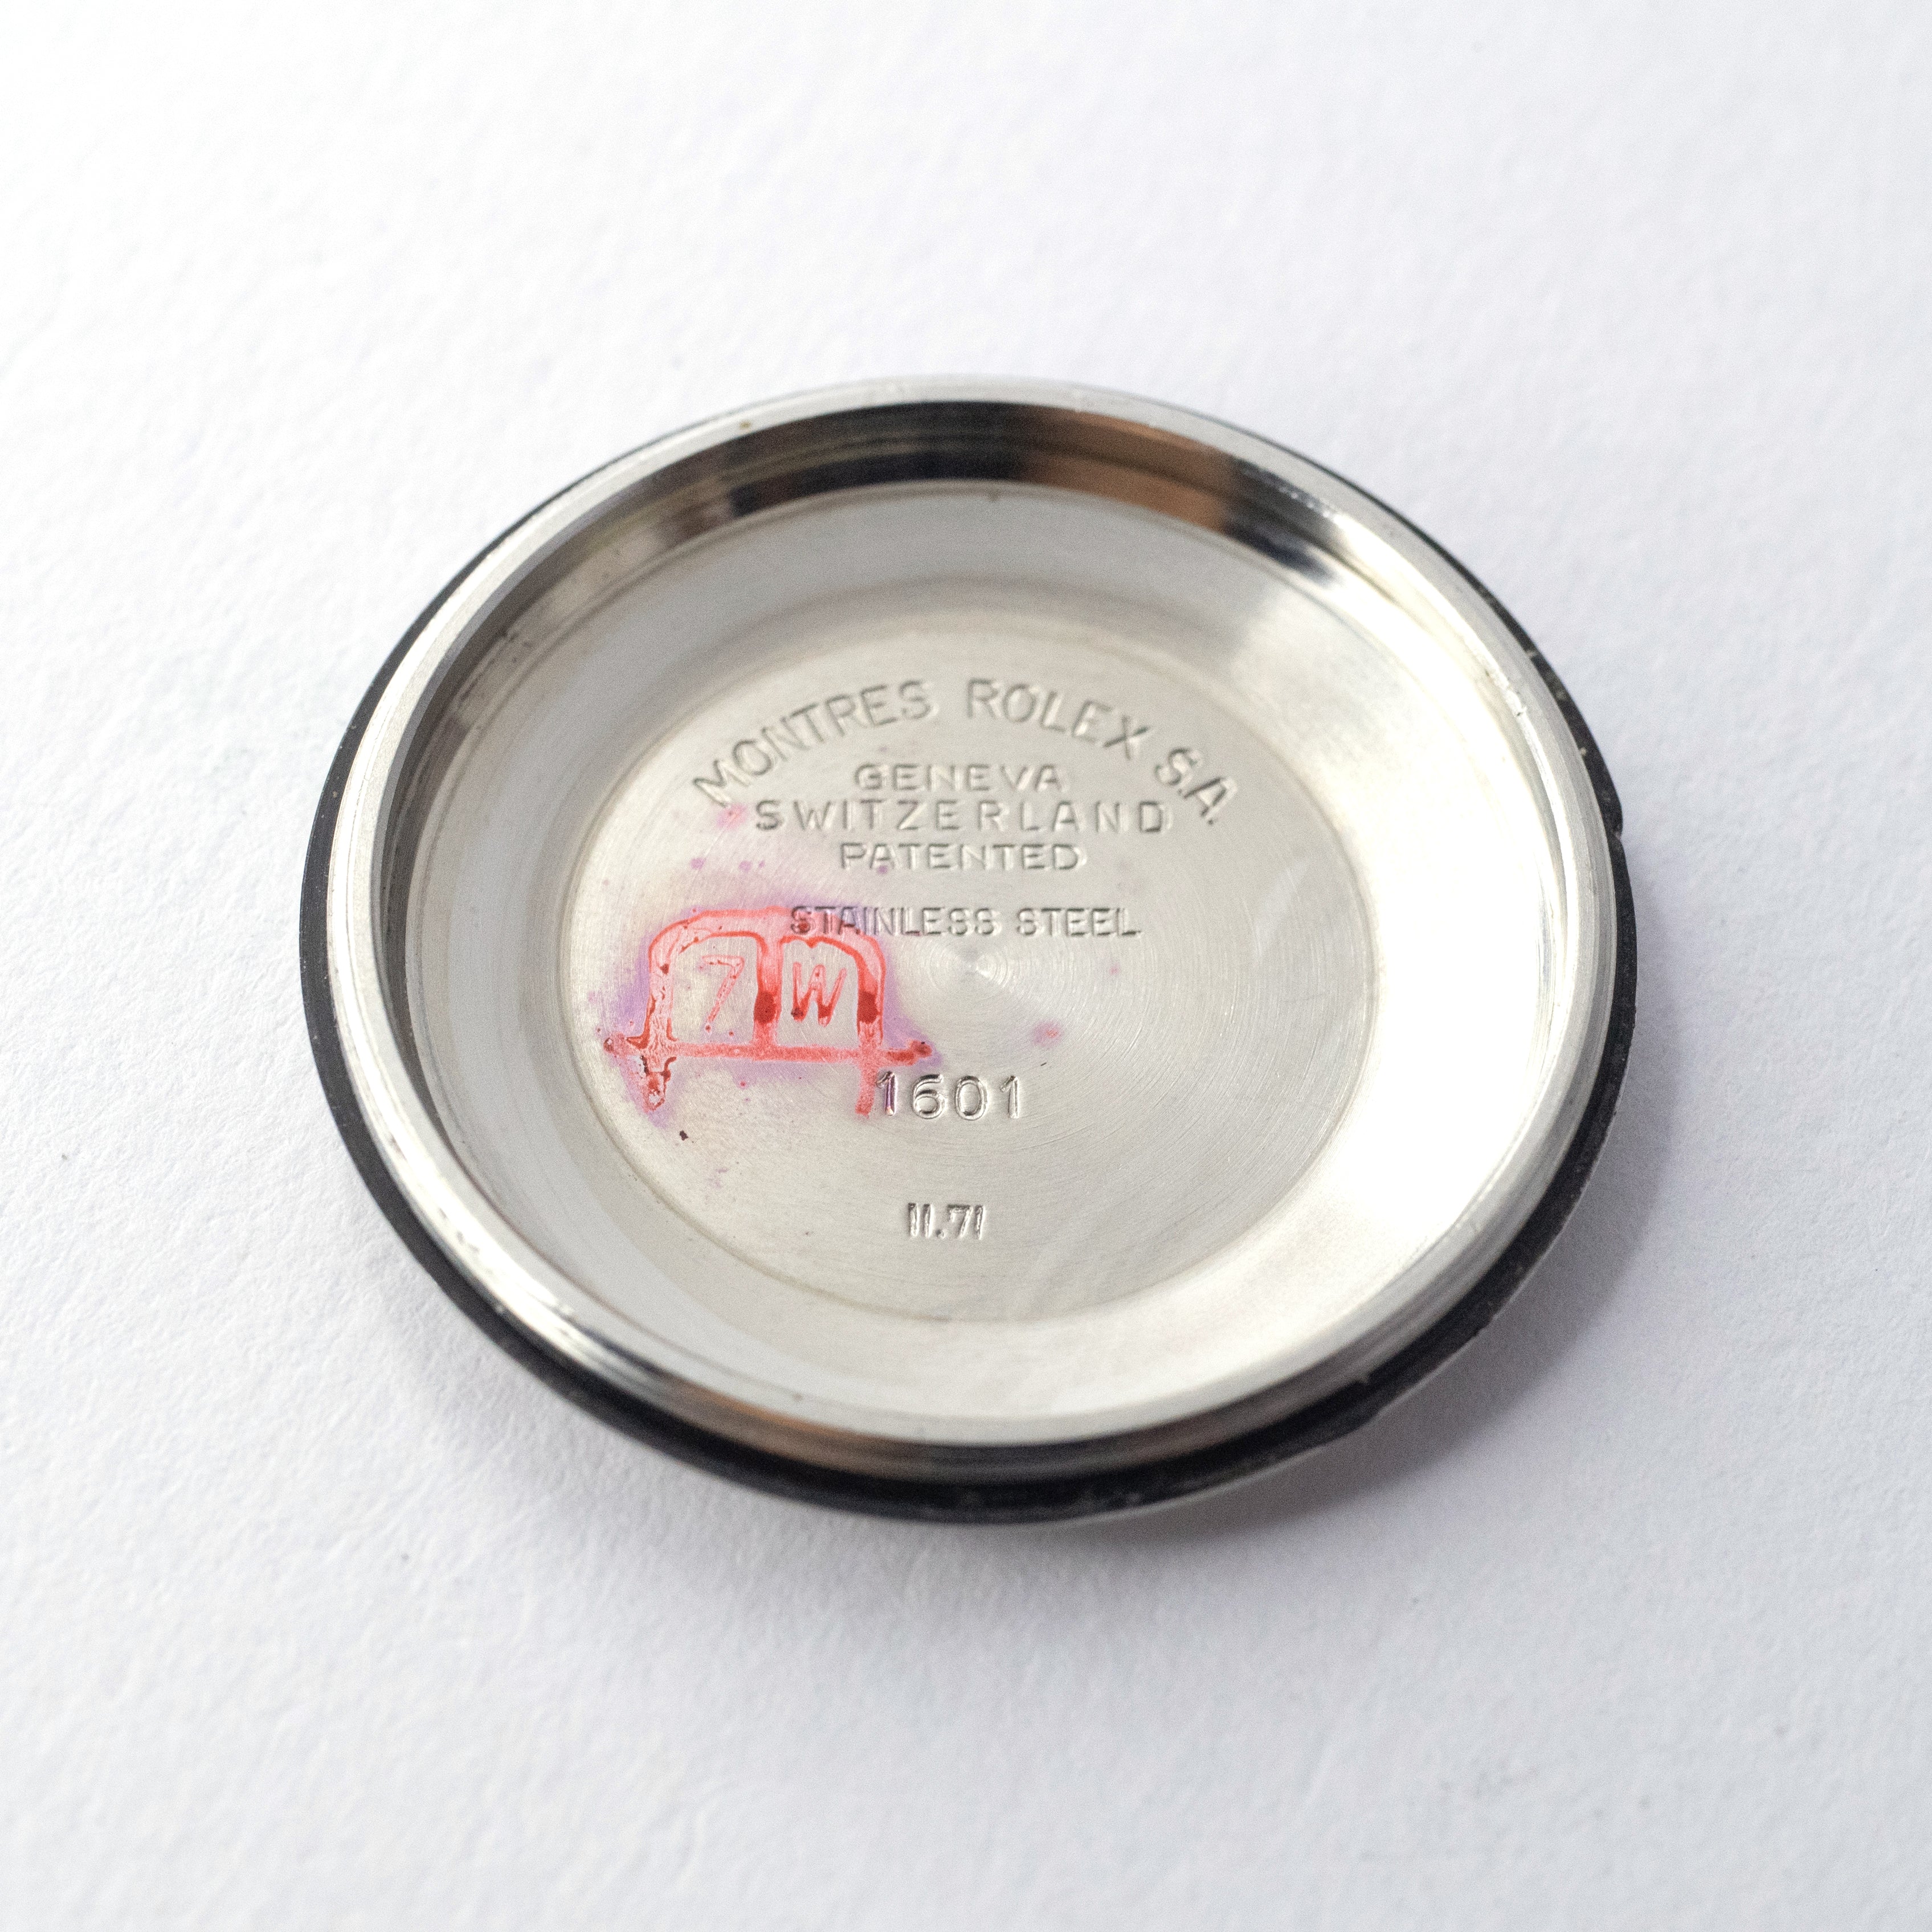 MONTRES ROLEX S.A.
GENEVA
SWITZERLAND
PATENTED
STAINLESS STEEL
7 W
1601
II.71